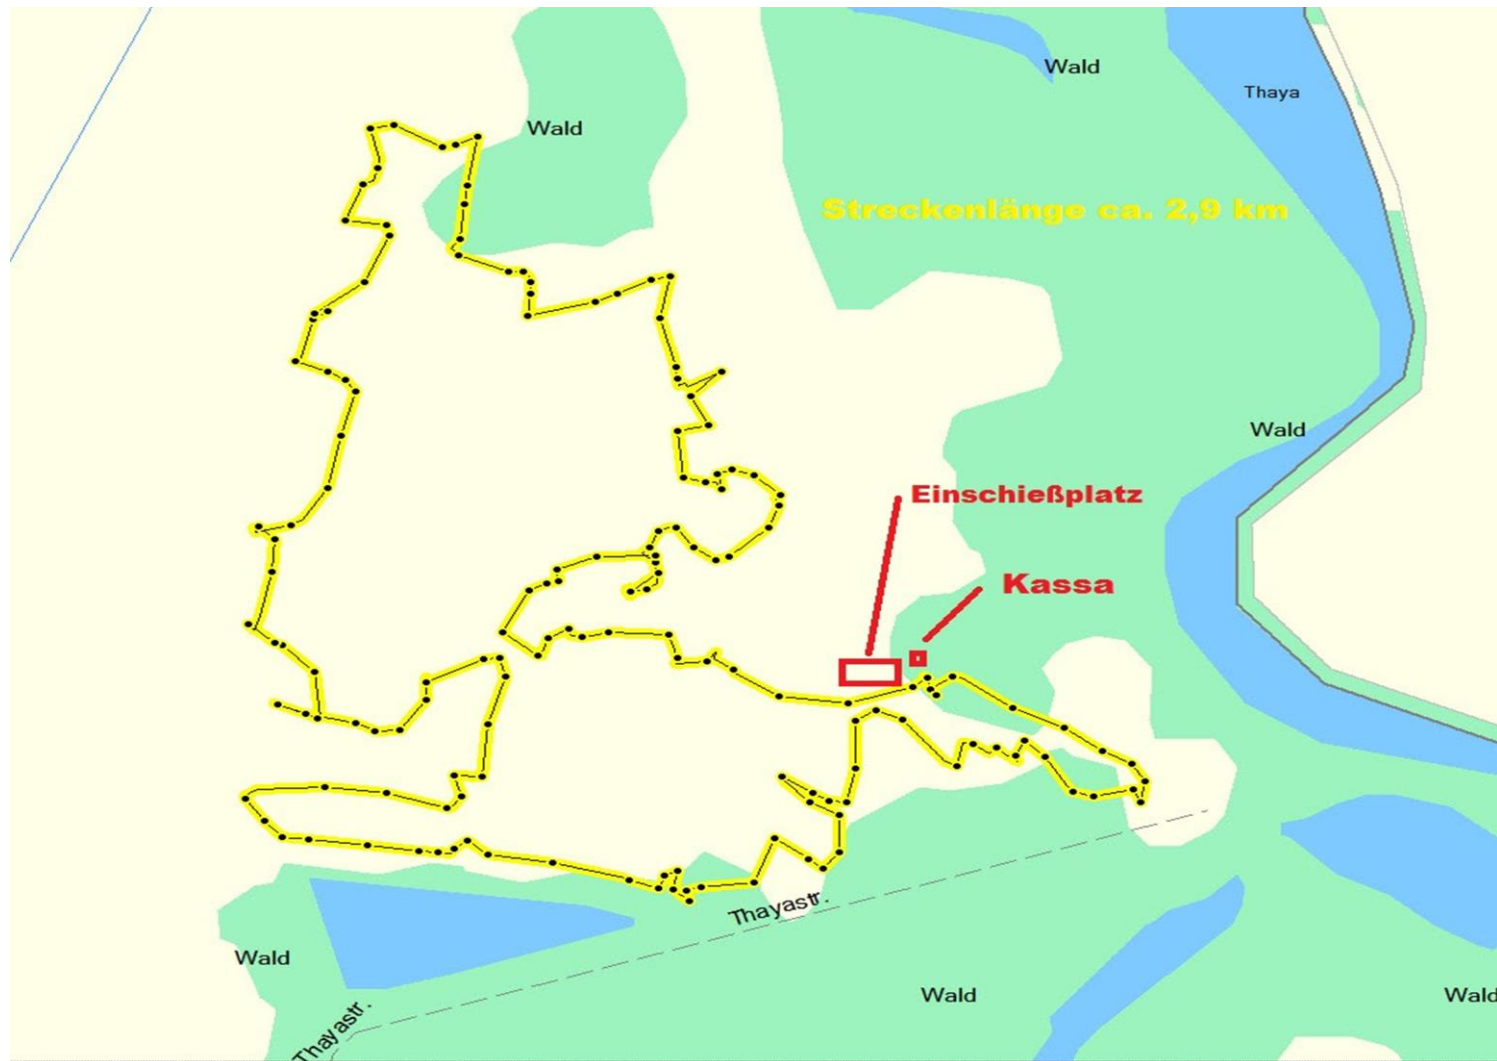 Wald
Thaya
Wald
Streckenlänge ca. 2,9 km
Wald
Einschießplatz
Kassa
Thayastr.
Wald
Wald
Wald
Thayastr.